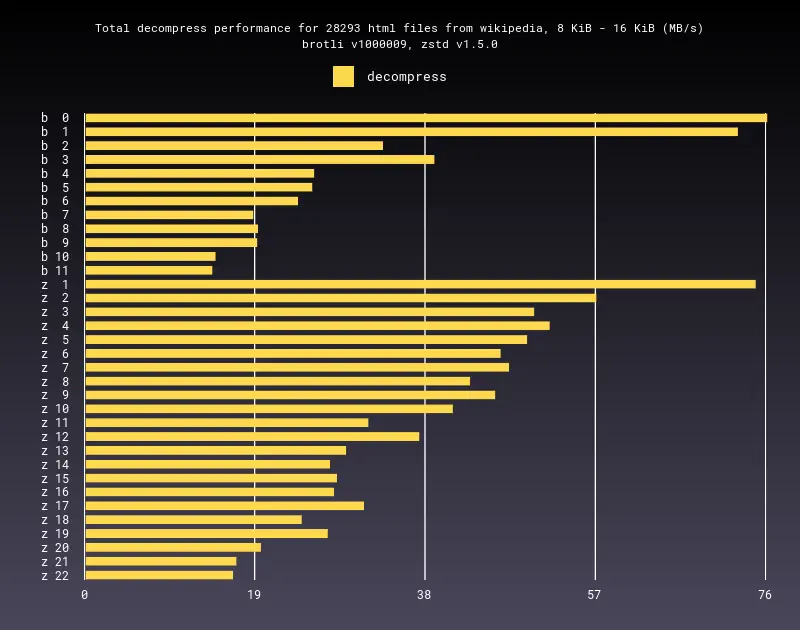 Total decompress performance for 28293 html files from wikipedia, 8 KiB - 16 KiB (MB/s)
brotli v1000009, zstd v1.5.0
decompress
b  0
b  1
b  2
b  3
b  4
b  5
b  6
b  7
b  8
b  9
b 10
b 11
z  1
z  2
z  3
z  4
z  5
z  6
z  7
z  8
z  9
z 10
z 11
z 12
z 13
z 14
z 15
z 16
z 17
z 18
z 19
z 20
z 21
z 22
0 19 38 57 76